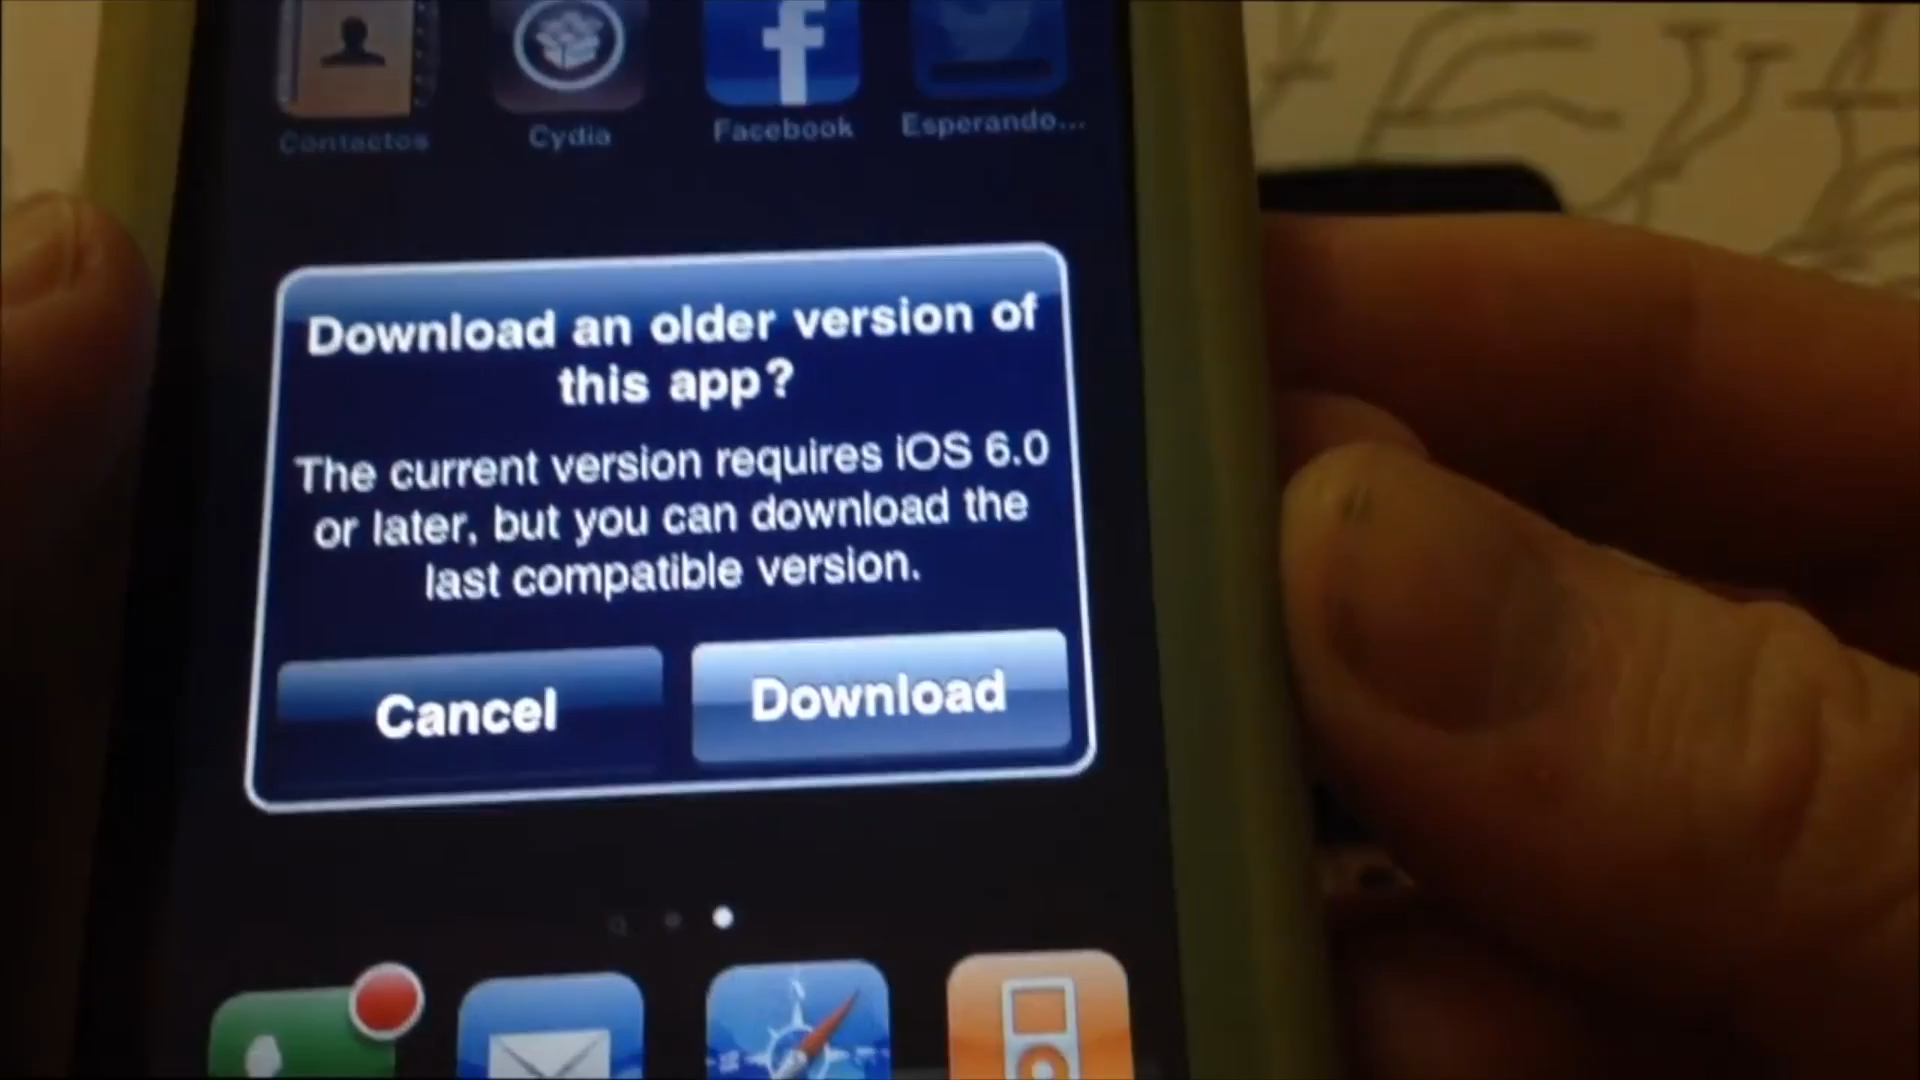 Contactos Cydia Facebook Esperando...
Download an older version of
this app?
The current version requires iOS 6.0
or later, but you can download the
last compatible version.
Cancel Download